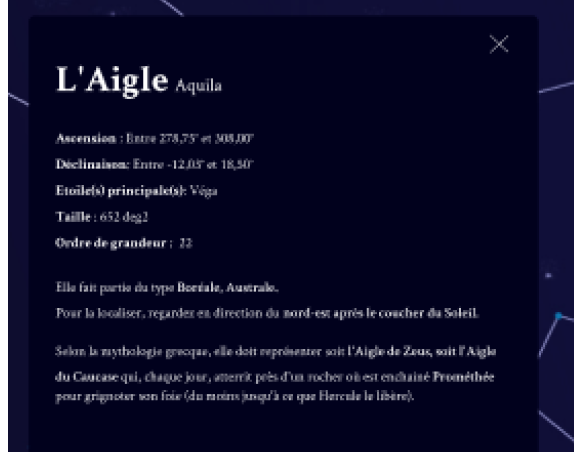 L'Aigle Aquila
Ascension : Entre 278,75° et 308,00°
Déclinaison: Entre -12,03° et 18,50°
Etoile(s) principale(s): Véga
Taille : 652 deg2
Ordre de grandeur : 22
Elle fait partie du type Boréale, Australe.
Pour la localiser, regardez en direction du nord-est après le coucher du Soleil.
Selon la mythologie grecque, elle doit représenter soit l'Aigle de Zeus, soit l'Aigle
du Caucase qui, chaque jour, atterrit près d'un rocher où est enchainé Prométhée
pour grignoter son foie (du moins jusqu'à ce que Hercule le libère).